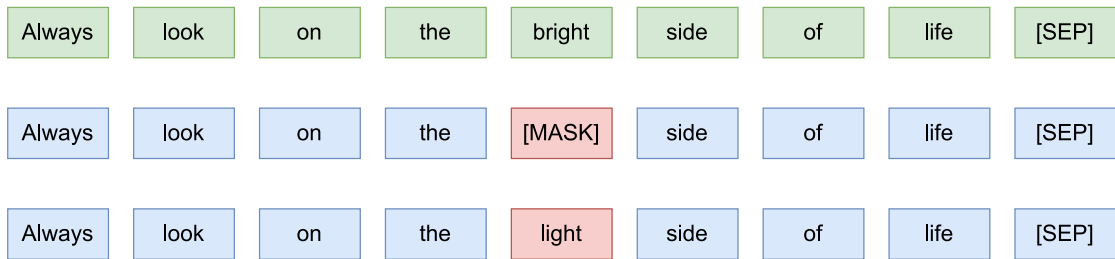 Always look on the bright side of life [SEP]
Always look on the [MASK] side of life [SEP]
Always look on the light side of life [SEP]